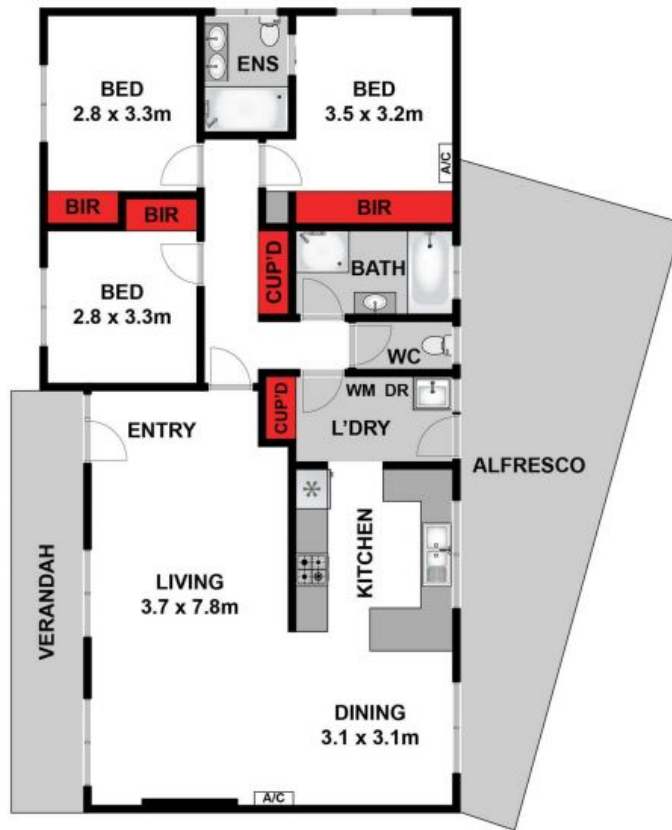 ENS
BED
2.8 x 3.3m
BED
3.5 x 3.2m
A/C
BIR
BIR
BIR
CUP'D
BATH
BED
2.8 x 3.3m
WC
CUP'D
WM DR
L'DRY
ENTRY
ALFRESCO
KITCHEN
VERANDAH
LIVING
3.7 x 7.8m
DINING
3.1 x 3.1m
A/C